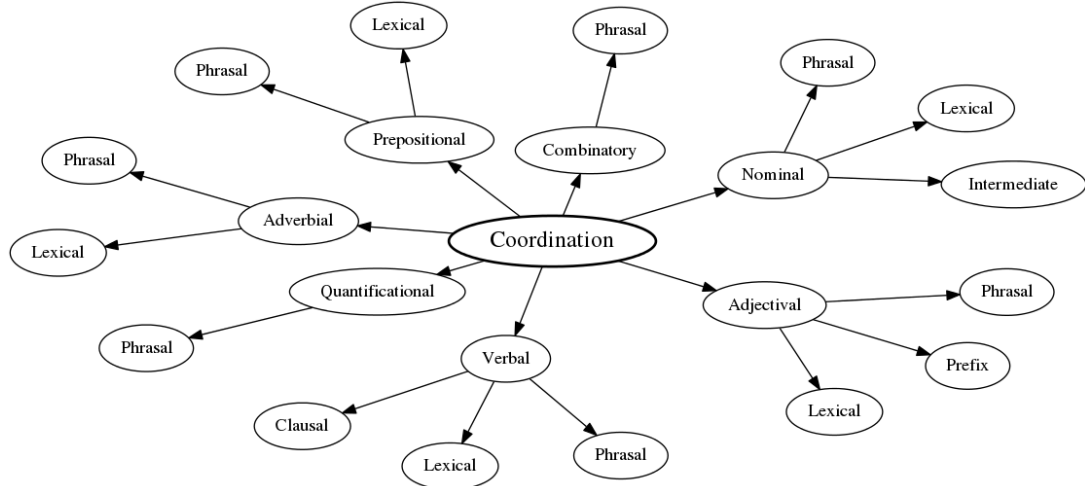 Lexical
Phrasal
Phrasal
Phrasal
Lexical
Prepositional
Combinatory
Phrasal
Nominal
Intermediate
Adverbial
Coordination
Lexical
Quantificational
Phrasal
Adjectival
Phrasal
Verbal
Prefix
Lexical
Clausal
Phrasal
Lexical